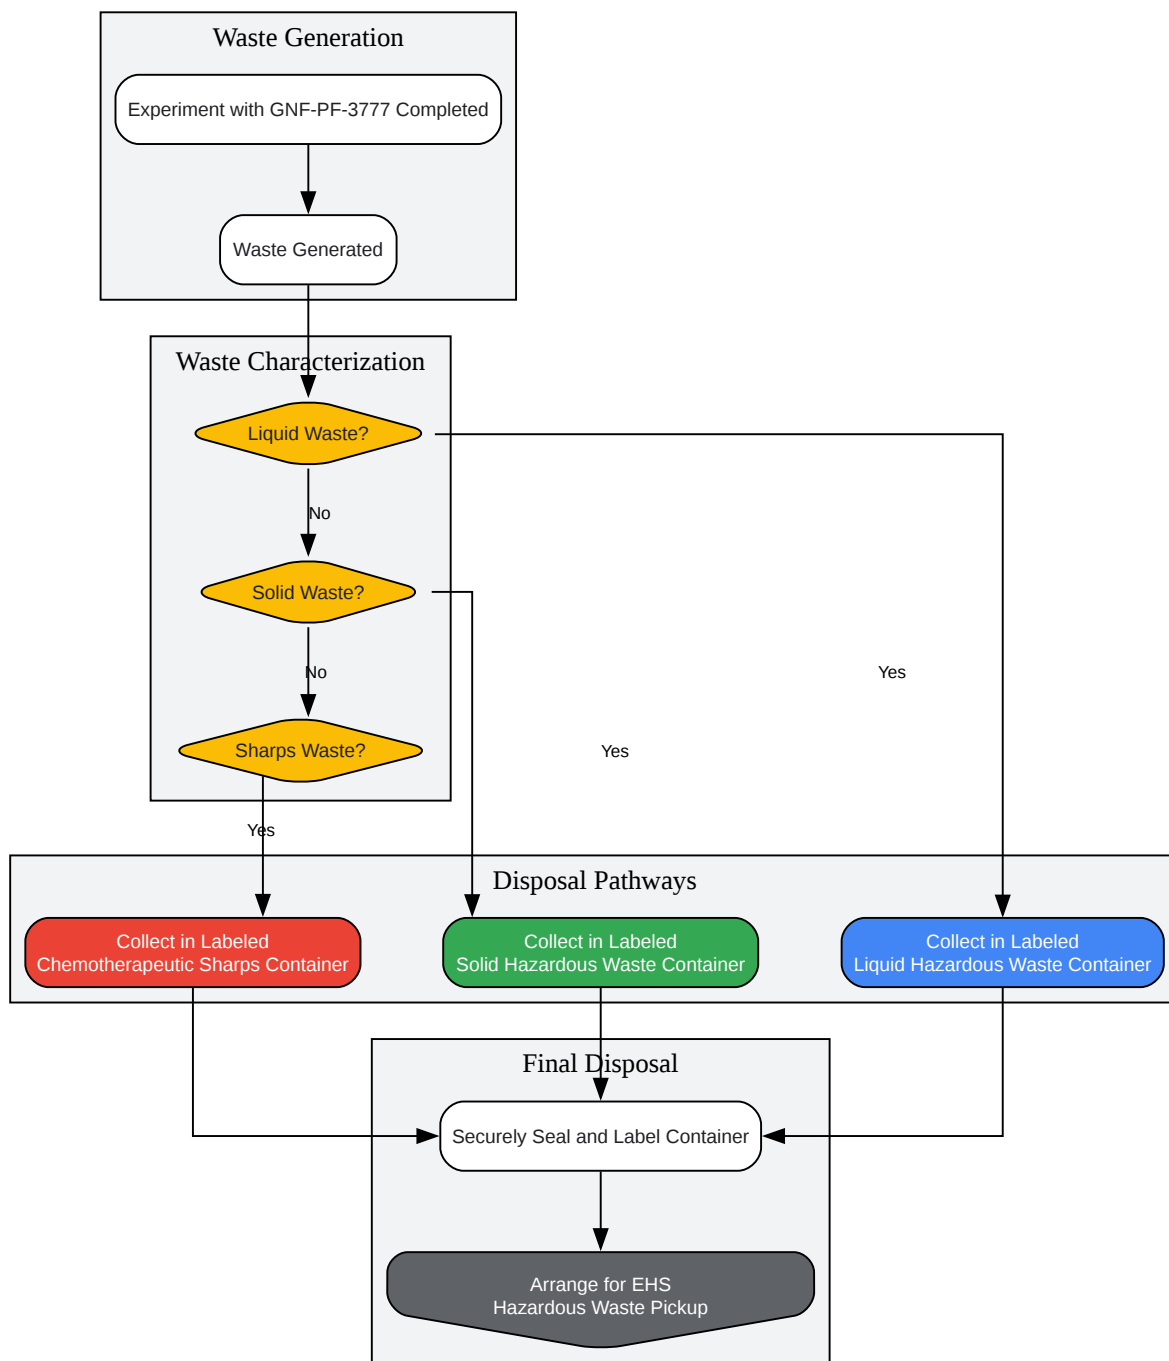 Waste Generation
Experiment with GNF-PF-3777 Completed
Waste Generated
Waste Characterization
Liquid Waste?
No
Solid Waste?
No
Yes
Sharps Waste?
Yes
Yes
Disposal Pathways
Collect in Labeled
Chemotherapeutic Sharps Container
Collect in Labeled
Solid Hazardous Waste Container
Collect in Labeled
Liquid Hazardous Waste Container
Final Disposal
Securely Seal and Label Container
Arrange for EHS
Hazardous Waste Pickup